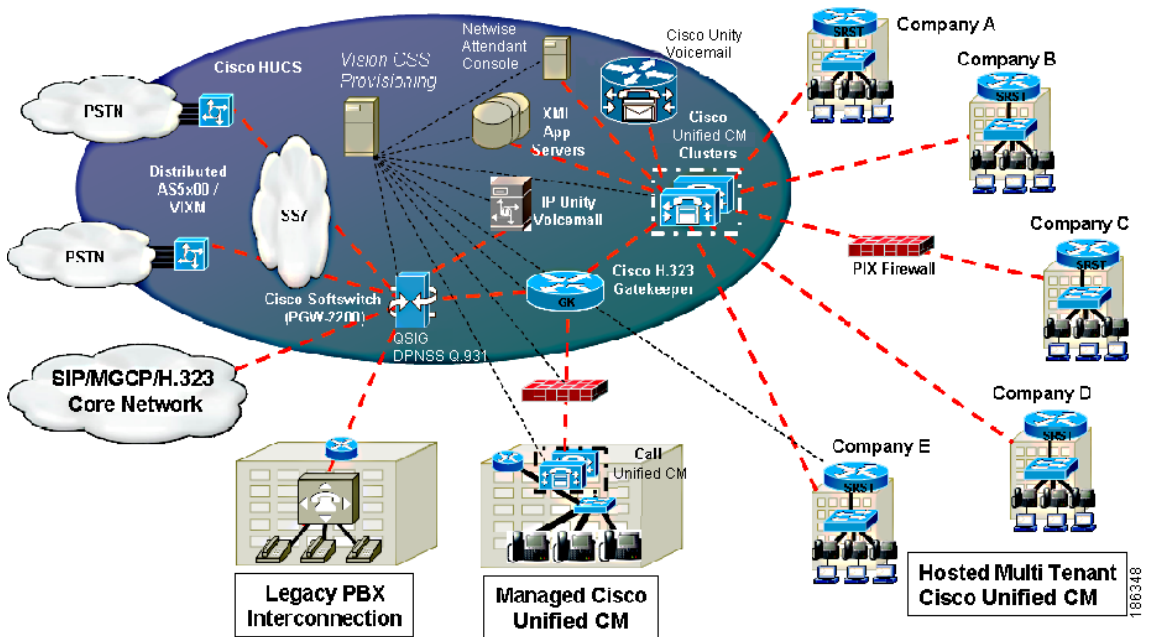 Netwise
Attendant
Console
Cisco Unity
Voicemail
Company A
SRST
Company B
SRST
Cisco HUCS
Vision OSS
Provisioning
PSTN
XMI
App
Servers
Cisco
Unified CM
Clusters
Distributed
AS5x00 /
VIXM
SS7
IP Unity
Voicemail
Company C
SRST
PIX Firewall
PSTN
Cisco Softswitch
(PGW-2200)
Cisco H.323
Gatekeeper
GK
QSIG
DPNSS Q.931
SIP/MGCP/H.323
Core Network
Company D
SRST
Call
Unified CM
Company E
SRST
Legacy PBX
Interconnection
Managed Cisco
Unified CM
Hosted Multi Tenant
Cisco Unified CM
186348